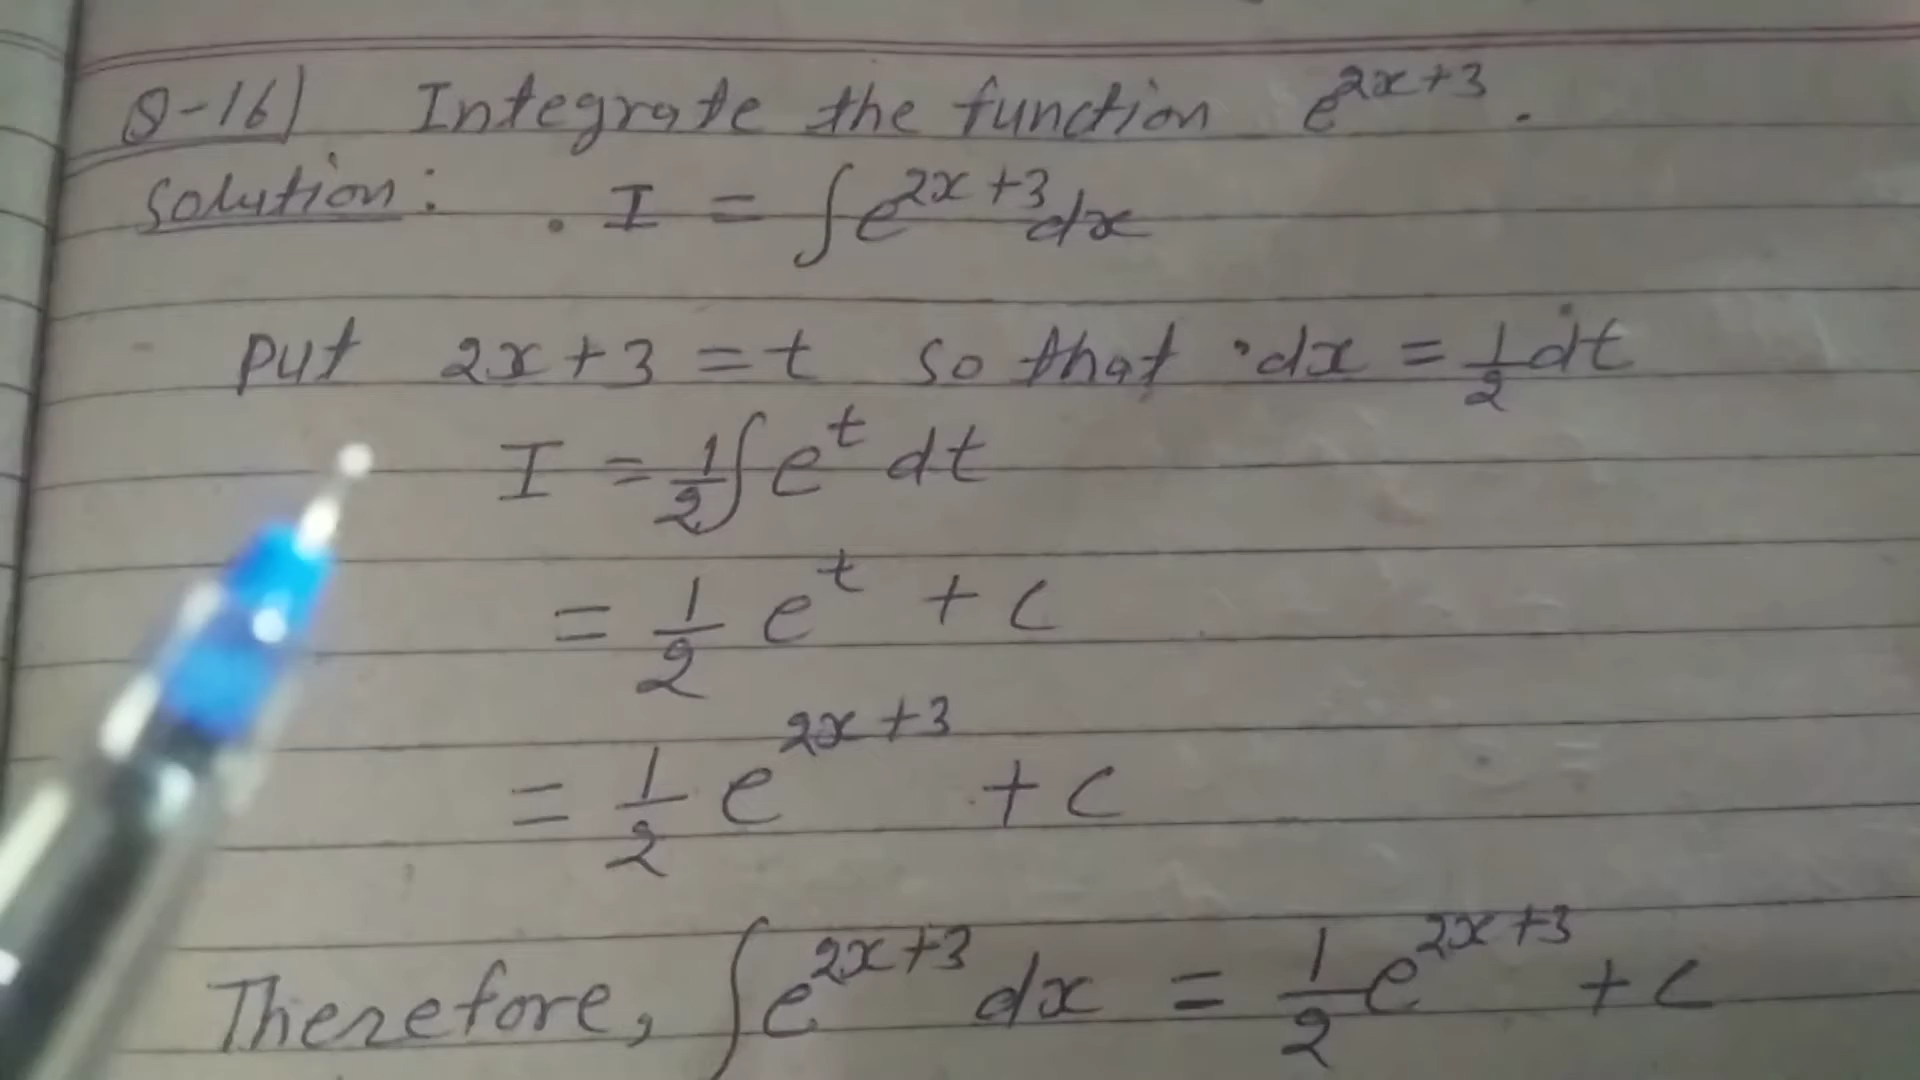 Q-16) Integrate the function e^{2x+3}.
Solution: . I = ∫e^{2x+3}dx
Put 2x+3 = t so that dx = 1/2 dt
I = 1/2 ∫e^t dt
= 1/2 e^t + C
= 1/2 e^{2x+3} + C
Therefore, ∫e^{2x+3} dx = 1/2 e^{2x+3} + C